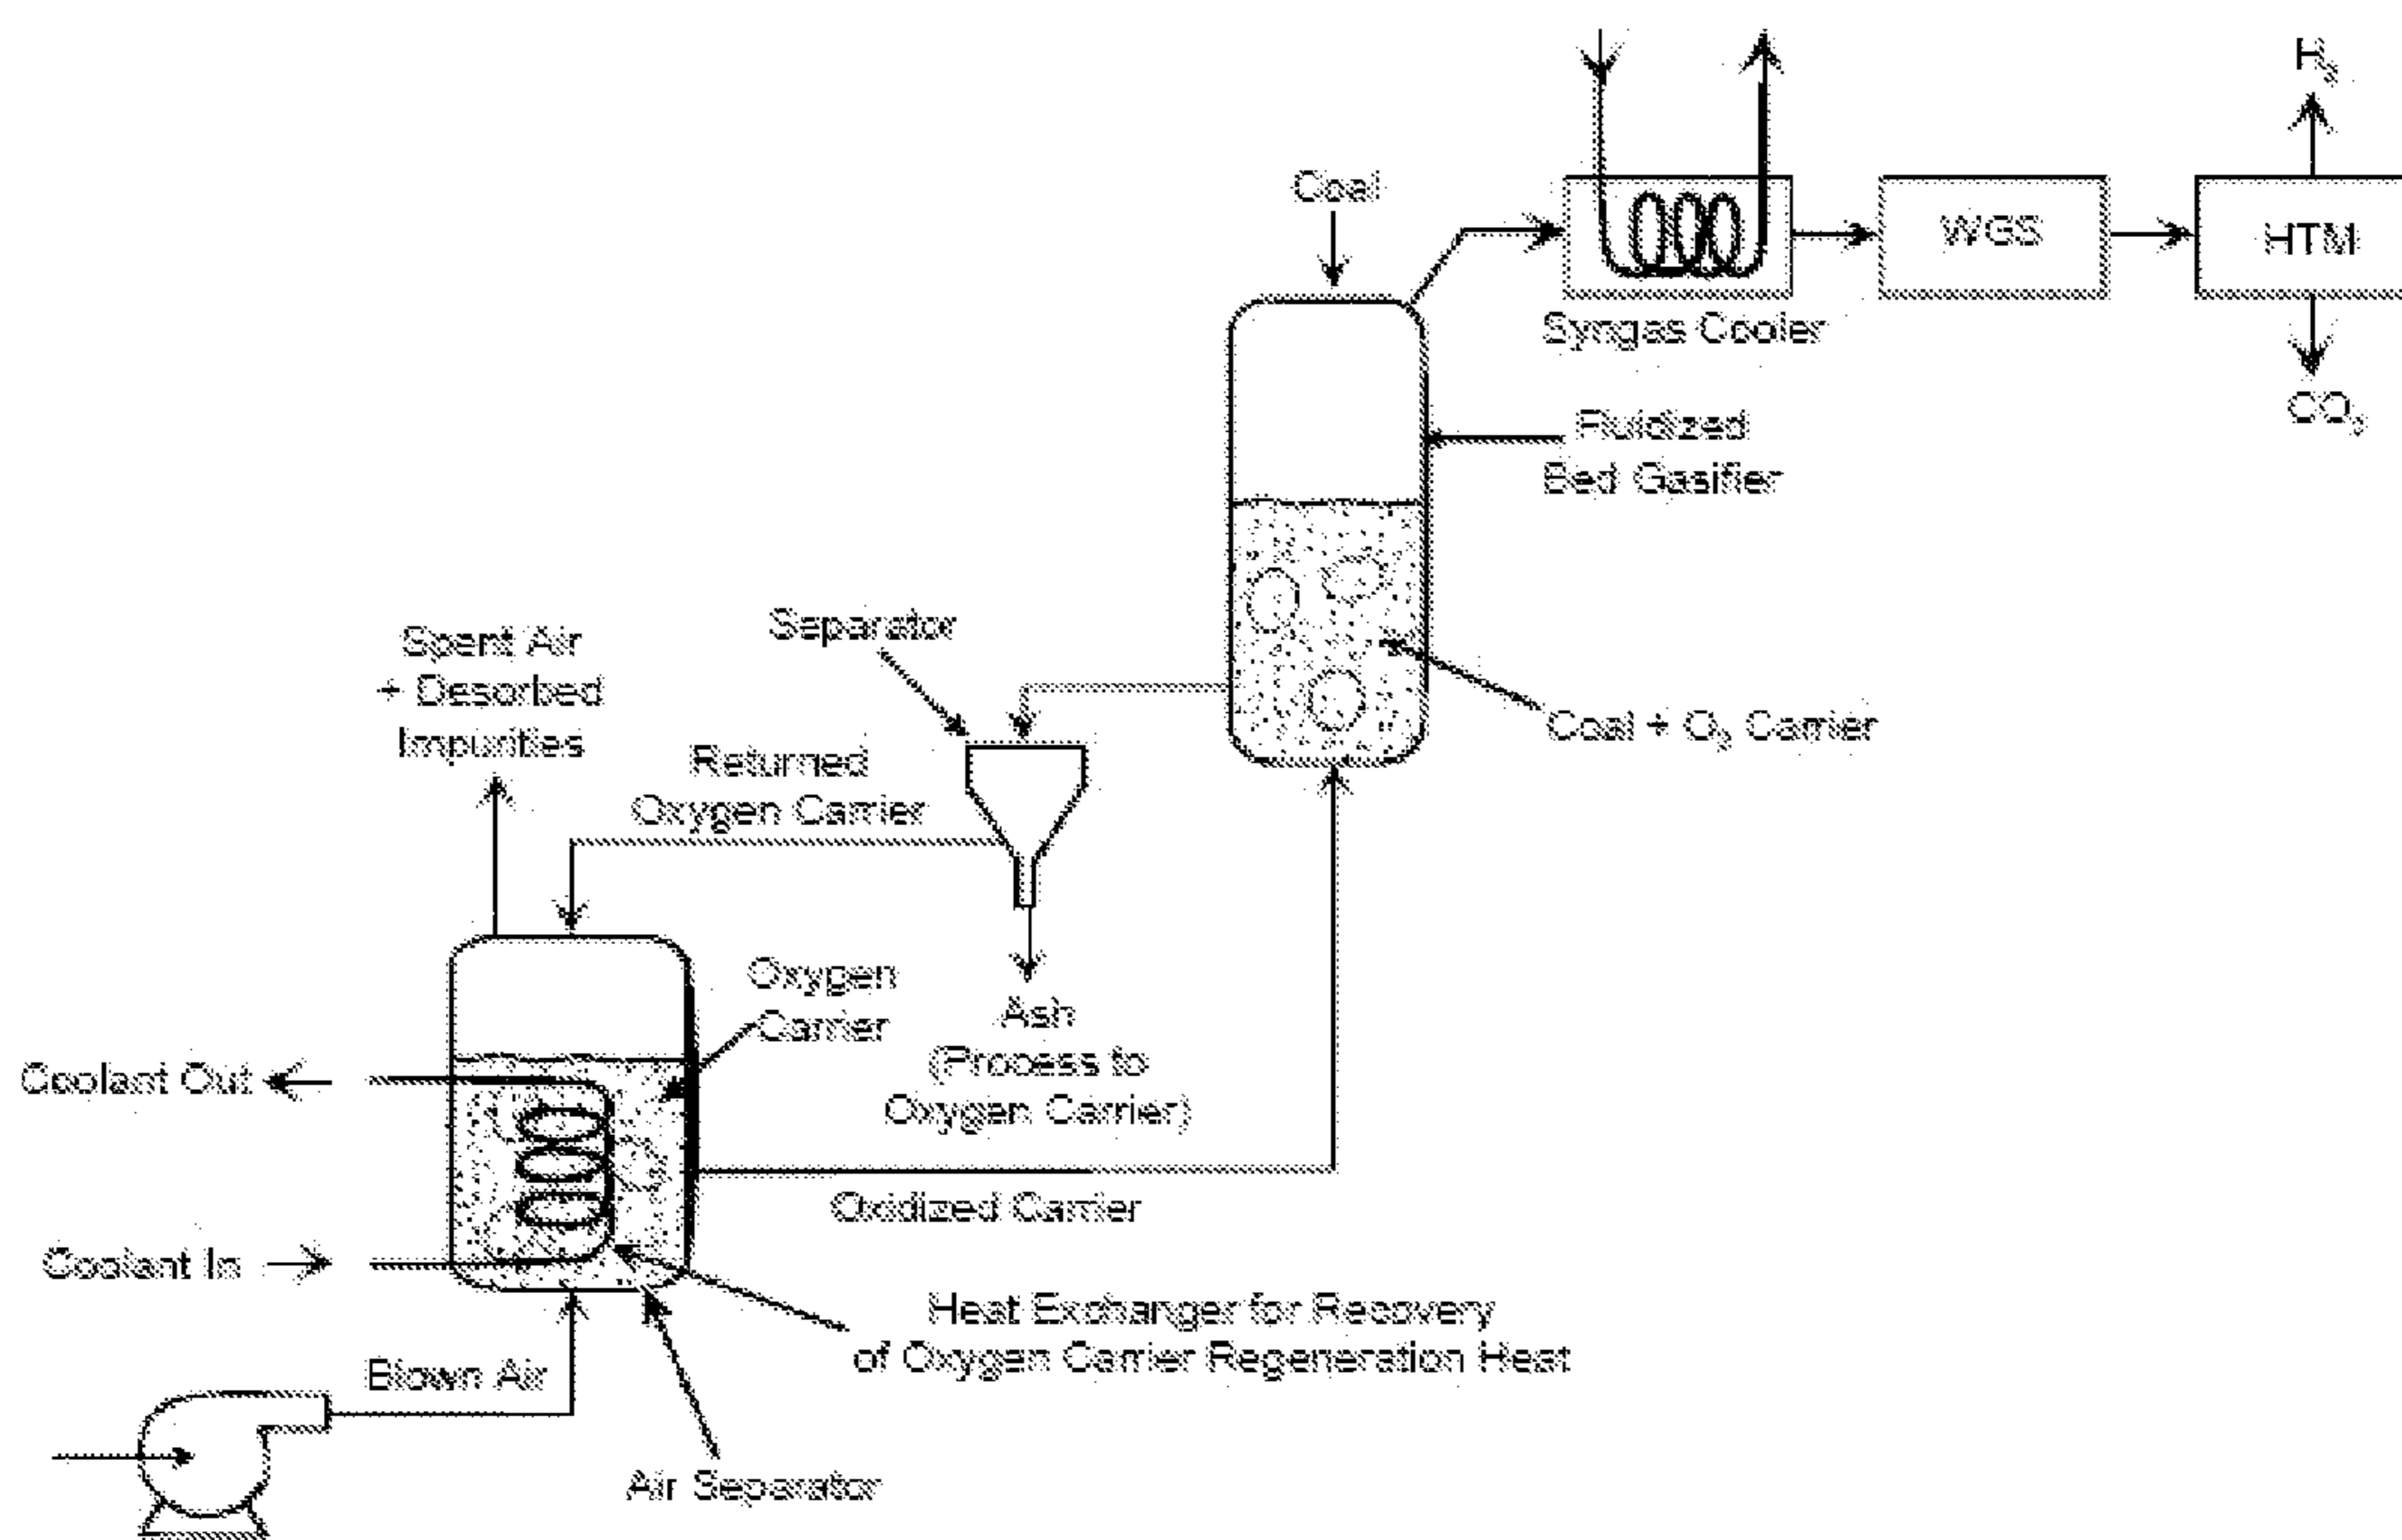 H₂
Coal
WGS
HTM
Syngas Cooler
CO₂
Fluidized
Bed Gasifier
Separator
Spent Air
+ Desorbed
Impurities
Coal + O₂ Carrier
Returned
Oxygen Carrier
Oxygen
Carrier
Ash
(Process to
Oxygen Carrier)
Coolant Out
Oxidized Carrier
Coolant In
Heat Exchanger for Recovery
of Oxygen Carrier Regeneration Heat
Blown Air
Air Separator